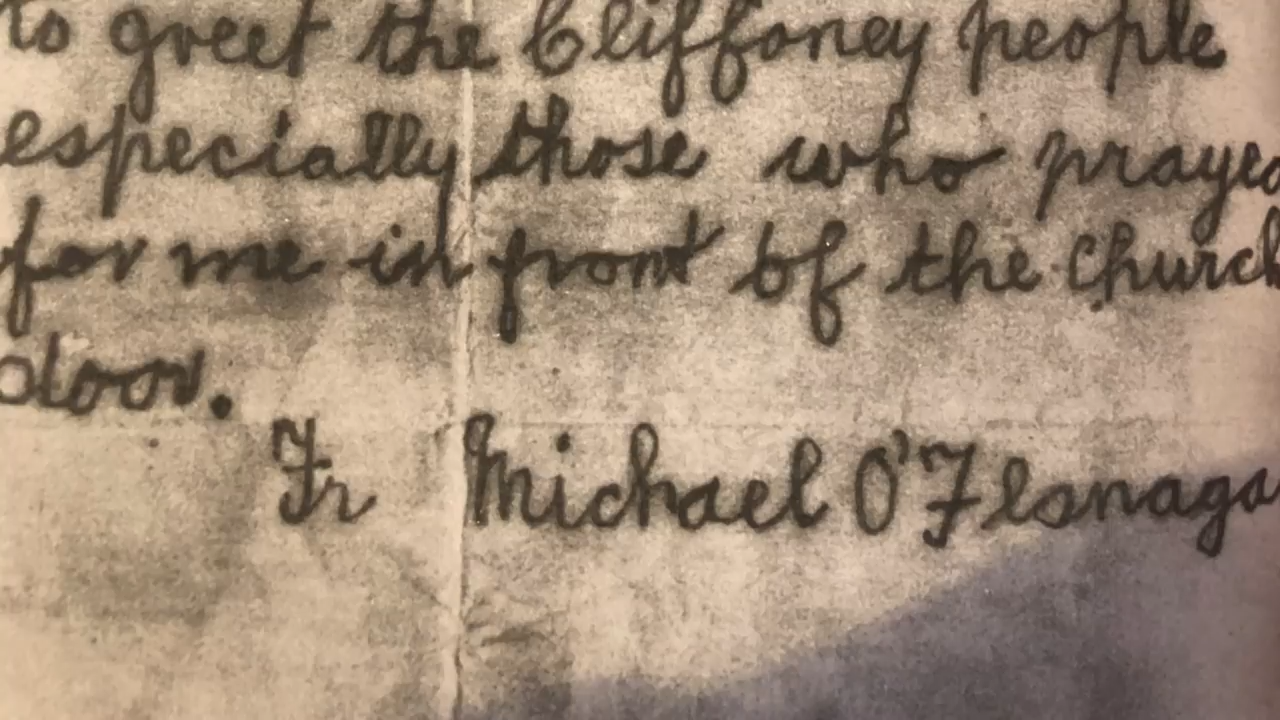 to greet the Cliffoney people
especially those who prayed
for me in front of the church
door.
Fr Michael O'Flanagan